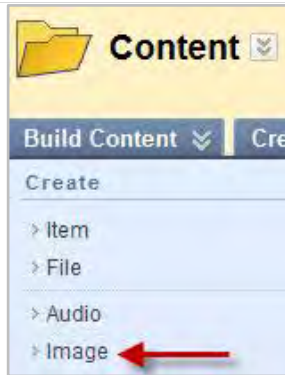 Content
Build Content Cre
Create
Item
File
Audio
Image